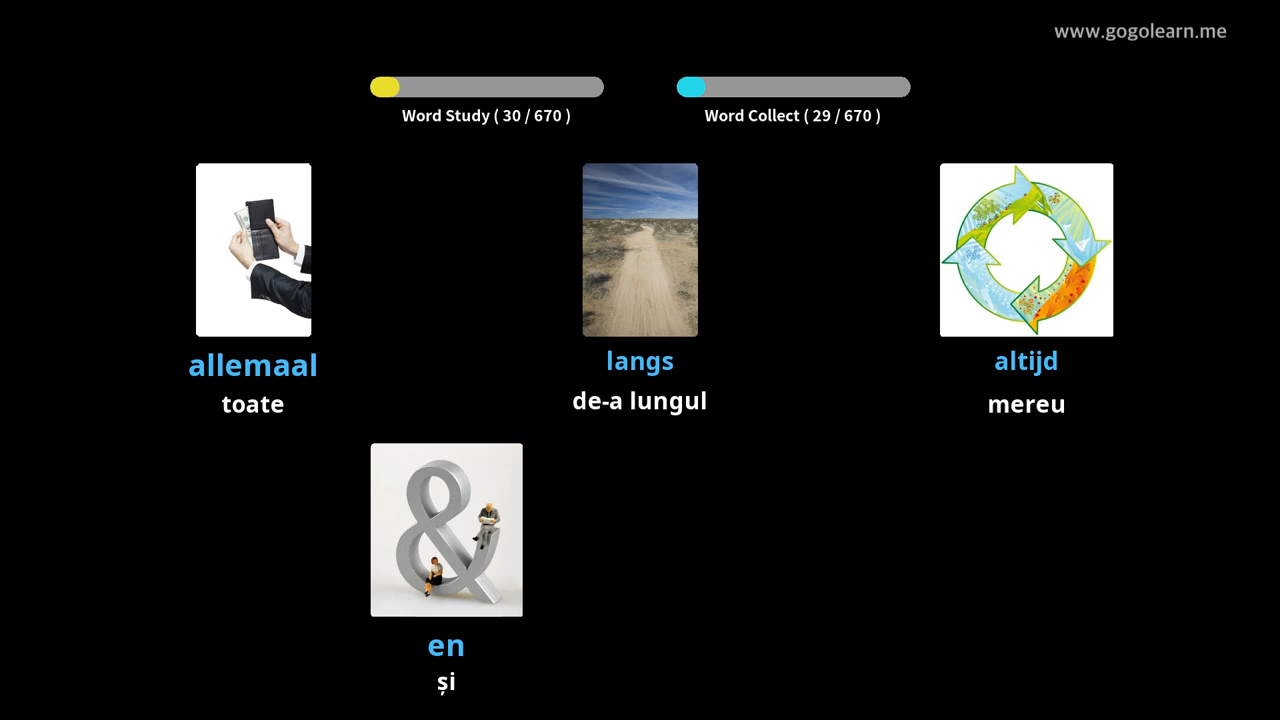 www.gogolearn.me
Word Study ( 30 / 670 )
Word Collect ( 29 / 670 )
allemaal
toate
langs
de-a lungul
altijd
mereu
&
en
și